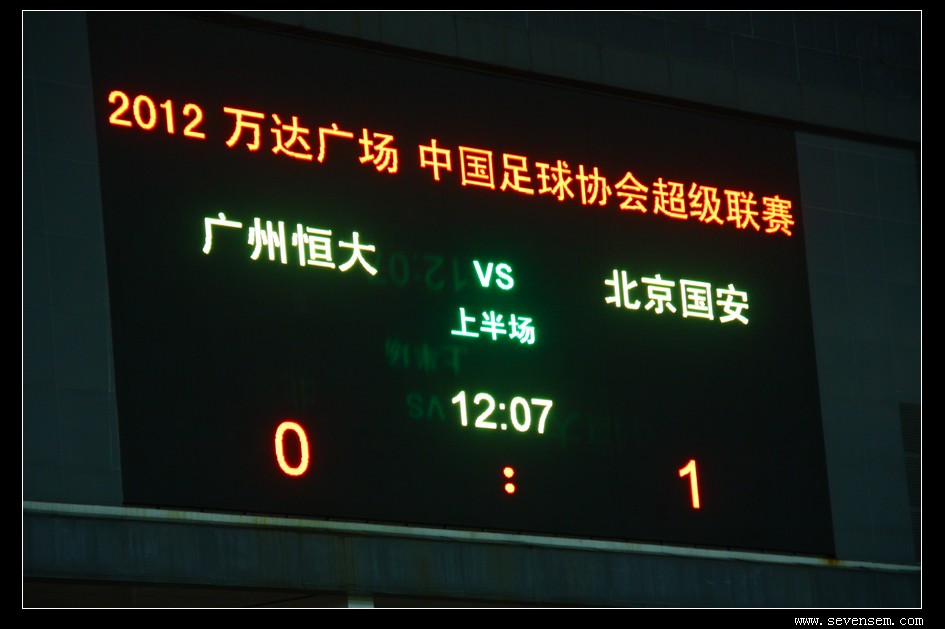 2012 万达广场 中国足球协会超级联赛
广州恒大 VS 北京国安
上半场
12:07
0 : 1
www.sevensem.com